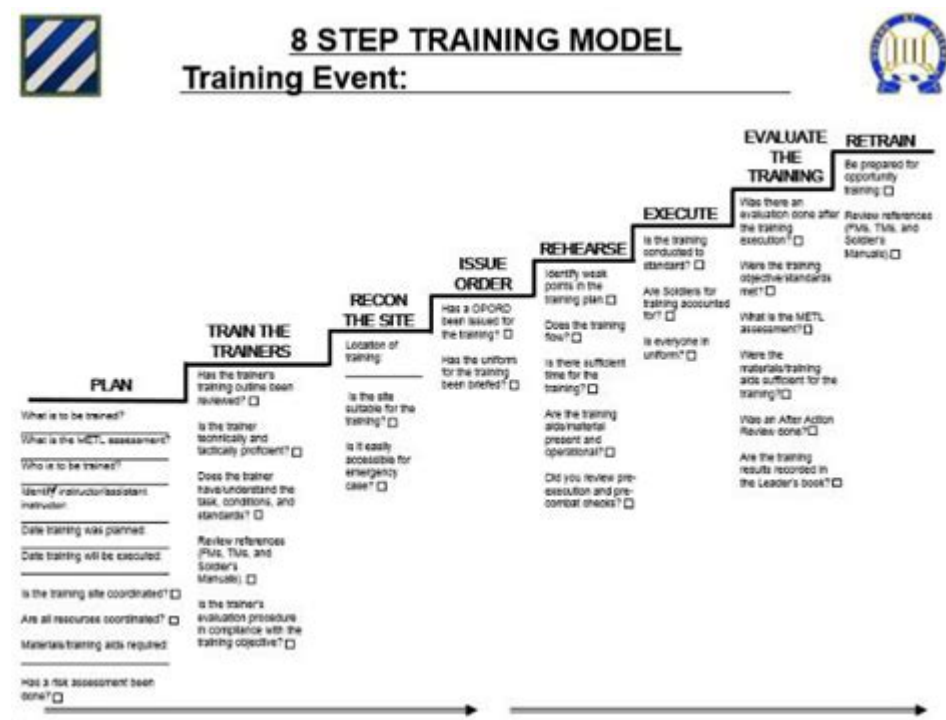 8 STEP TRAINING MODEL
Training Event:
PLAN
What is to be trained?
What is the METL assessment?
Who is to be trained?
Identify instructor/assistant
instructor:
Date training was planned:
Date training will be executed:
Is the training site coordinated?
Are all resources coordinated?
Materials/training aids required:
Has a risk assessment been
done?
TRAIN THE
TRAINERS
Has the trainer's
training outline been
reviewed?
Is the trainer
technically and
tactically proficient?
Does the trainer
have/understand the
task, conditions, and
standards?
Review references
(FMs, TMs, and
Soldier's
Manuals).
Is the trainer's
evaluation procedure
in compliance with the
training objective?
RECON
THE SITE
Location of
training:
Is the site
suitable for the
training?
Is it easily
accessible for
emergency
case?
ISSUE
ORDER
Has a OPORD
been issued for
the training?
Has the uniform
for the training
been briefed?
REHEARSE
Identify weak
points in the
training plan
Does the training
flow?
Is there sufficient
time for the
training?
Are the training
aids/material
present and
operational?
Did you review pre-
execution and pre-
combat checks?
EXECUTE
Is the training
conducted to
standard?
Are Soldiers for
training accounted
for?
Is everyone in
uniform?
EVALUATE
THE
TRAINING
Was there an
evaluation done after
the training
execution?
Were the training
objective/standards
met?
What is the METL
assessment?
Were the
materials/training
aids sufficient for the
training?
Was an After Action
Review done?
Are the training
results recorded in
the Leader's book?
RETRAIN
Be prepared for
opportunity
training
Review references
(FMs, TMs, and
Soldier's
Manuals)